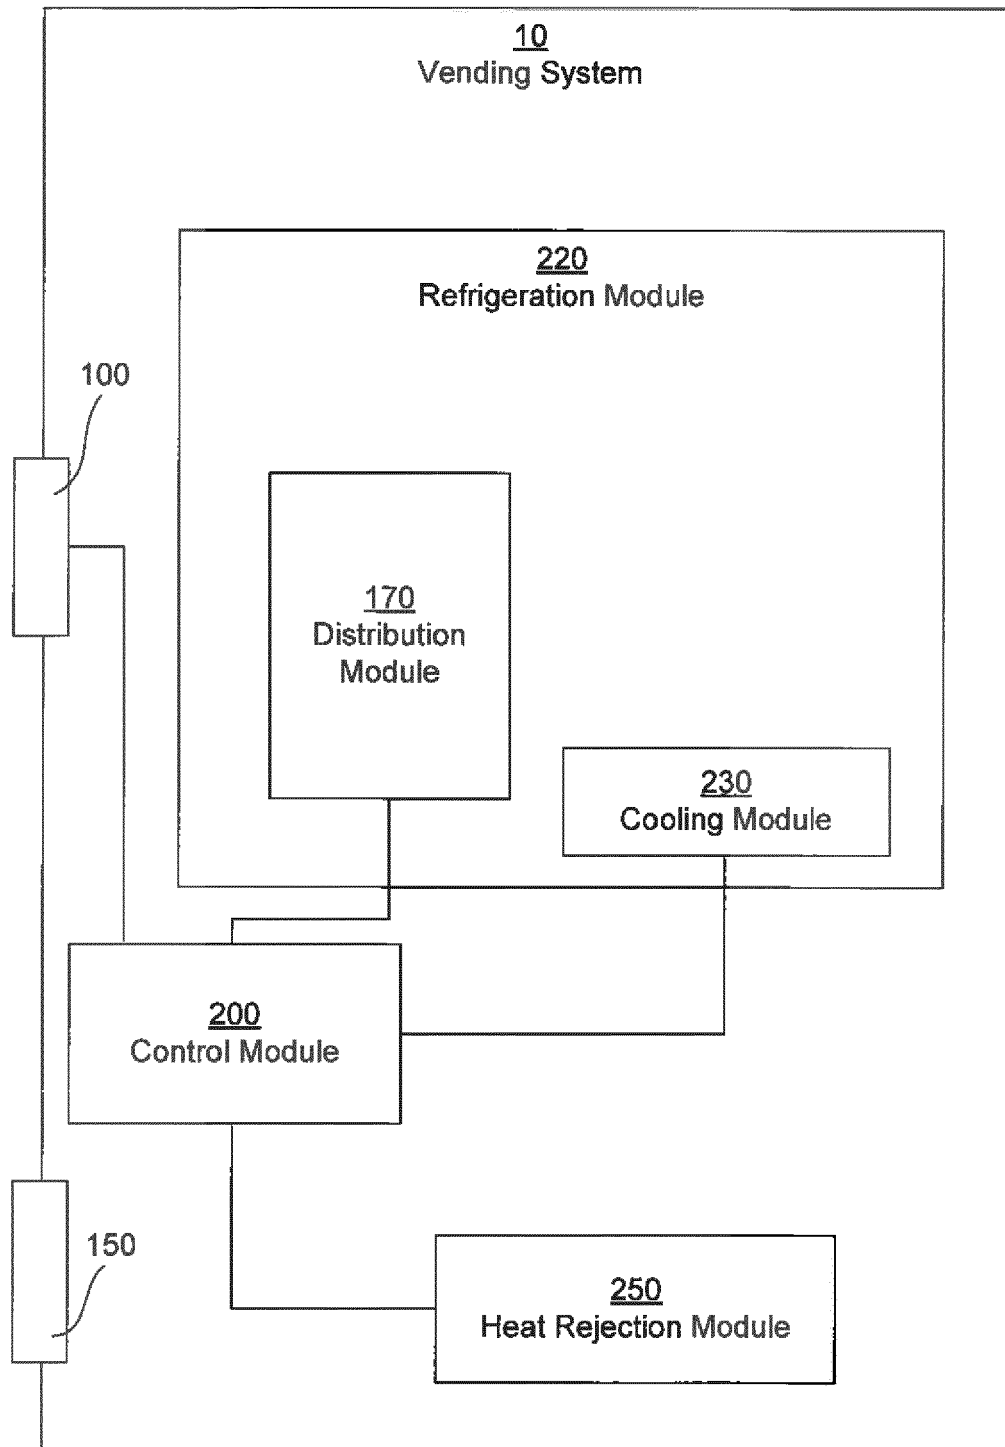 10
Vending System
220
Refrigeration Module
100
170
Distribution
Module
230
Cooling Module
200
Control Module
150
250
Heat Rejection Module